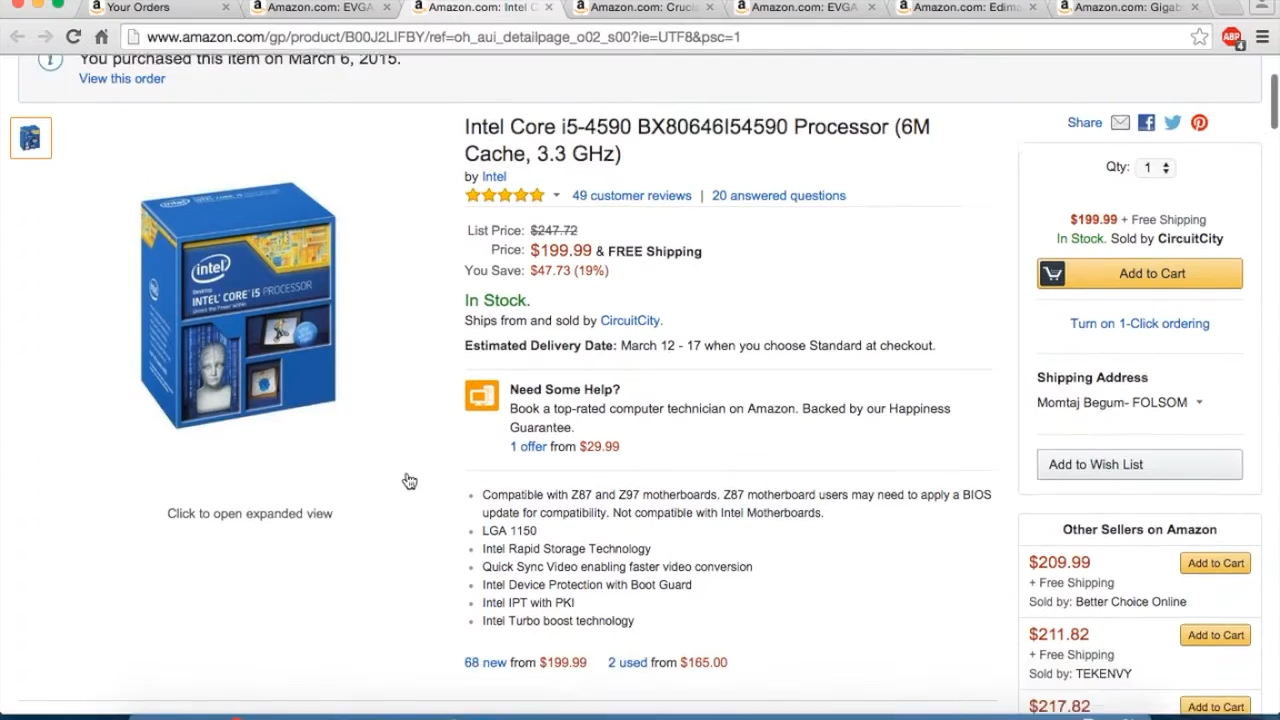 Your Orders
Amazon.com: EVGA
Amazon.com: Intel C
Amazon.com: Crucia
Amazon.com: EVGA
Amazon.com: Edima
Amazon.com: Gigab
www.amazon.com/gp/product/B00J2LIFBY/ref=oh_aui_detailpage_o02_s00?ie=UTF8&psc=1
ABP
4
You purchased this item on March 6, 2015.
View this order
Intel Core i5-4590 BX80646I54590 Processor (6M
Cache, 3.3 GHz)
by Intel
49 customer reviews | 20 answered questions
List Price: $247.72
Price: $199.99 & FREE Shipping
You Save: $47.73 (19%)
In Stock.
Ships from and sold by CircuitCity.
Estimated Delivery Date: March 12 - 17 when you choose Standard at checkout.
Need Some Help?
Book a top-rated computer technician on Amazon. Backed by our Happiness
Guarantee.
1 offer from $29.99
Compatible with Z87 and Z97 motherboards. Z87 motherboard users may need to apply a BIOS
update for compatibility. Not compatible with Intel Motherboards.
LGA 1150
Intel Rapid Storage Technology
Quick Sync Video enabling faster video conversion
Intel Device Protection with Boot Guard
Intel IPT with PKI
Intel Turbo boost technology
68 new from $199.99 2 used from $165.00
intel
INTEL® CORE™ i5 PROCESSOR
Click to open expanded view
Share
Qty: 1
$199.99 + Free Shipping
In Stock. Sold by CircuitCity
Add to Cart
Turn on 1-Click ordering
Shipping Address
Momtaj Begum- FOLSOM
Add to Wish List
Other Sellers on Amazon
$209.99
Add to Cart
+ Free Shipping
Sold by: Better Choice Online
$211.82
Add to Cart
+ Free Shipping
Sold by: TEKENVY
$217.82
Add to Cart